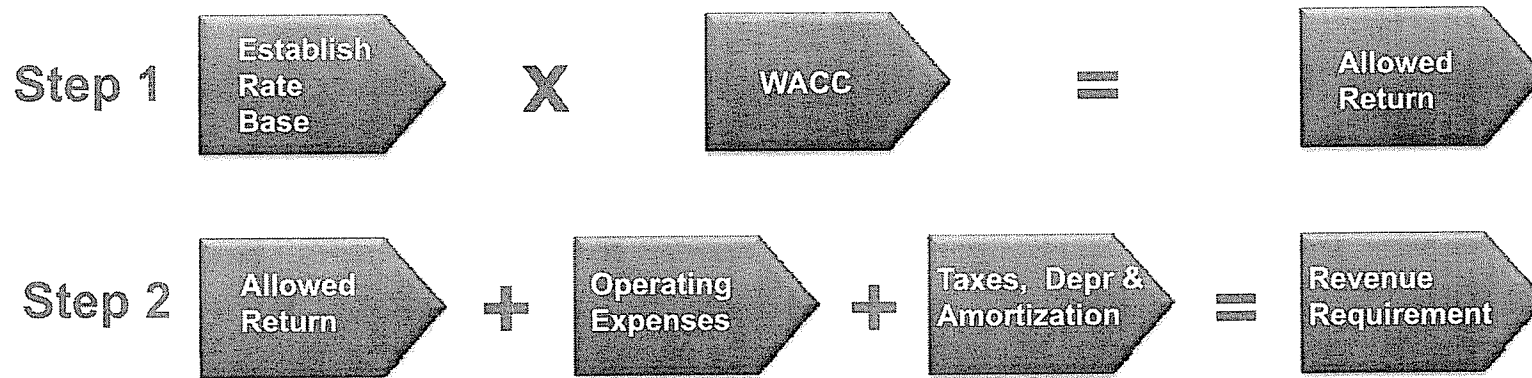 Step 1
Establish
Rate
Base
X
WACC
=
Allowed
Return
Step 2
Allowed
Return
+
Operating
Expenses
+
Taxes, Depr &
Amortization
=
Revenue
Requirement